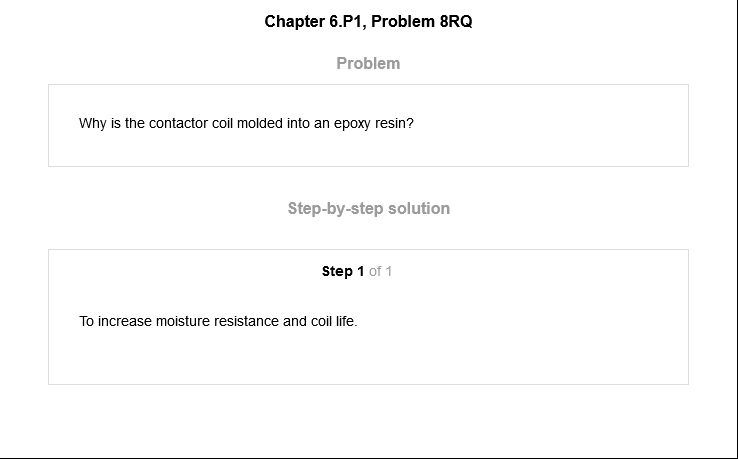 Chapter 6.P1, Problem 8RQ
Problem
Why is the contactor coil molded into an epoxy resin?
Step-by-step solution
Step 1 of 1
To increase moisture resistance and coil life.